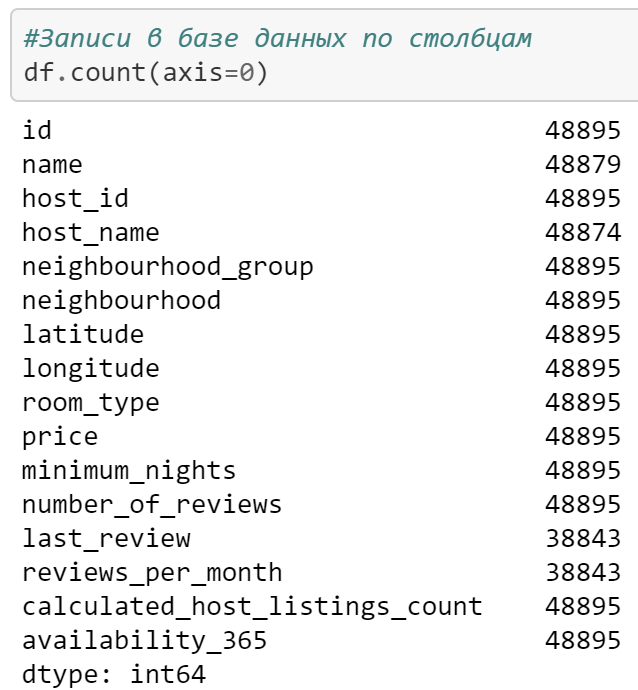 #Записи в базе данных по столбцам
df.count(axis=0)
id 48895
name 48879
host_id 48895
host_name 48874
neighbourhood_group 48895
neighbourhood 48895
latitude 48895
longitude 48895
room_type 48895
price 48895
minimum_nights 48895
number_of_reviews 48895
last_review 38843
reviews_per_month 38843
calculated_host_listings_count 48895
availability_365 48895
dtype: int64